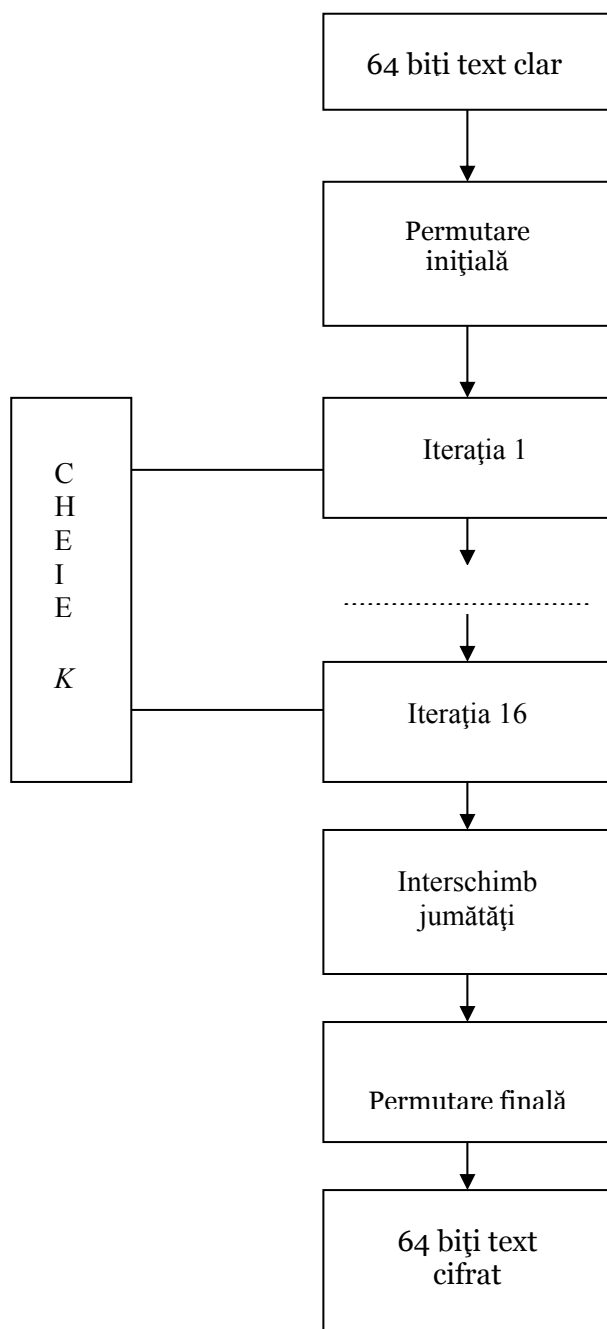 64 biţi text clar
Permutare
iniţială
C
H
E
I
E
K
Iteraţia 1
Iteraţia 16
Interschimb
jumătăţi
Permutare finală
64 biţi text
cifrat